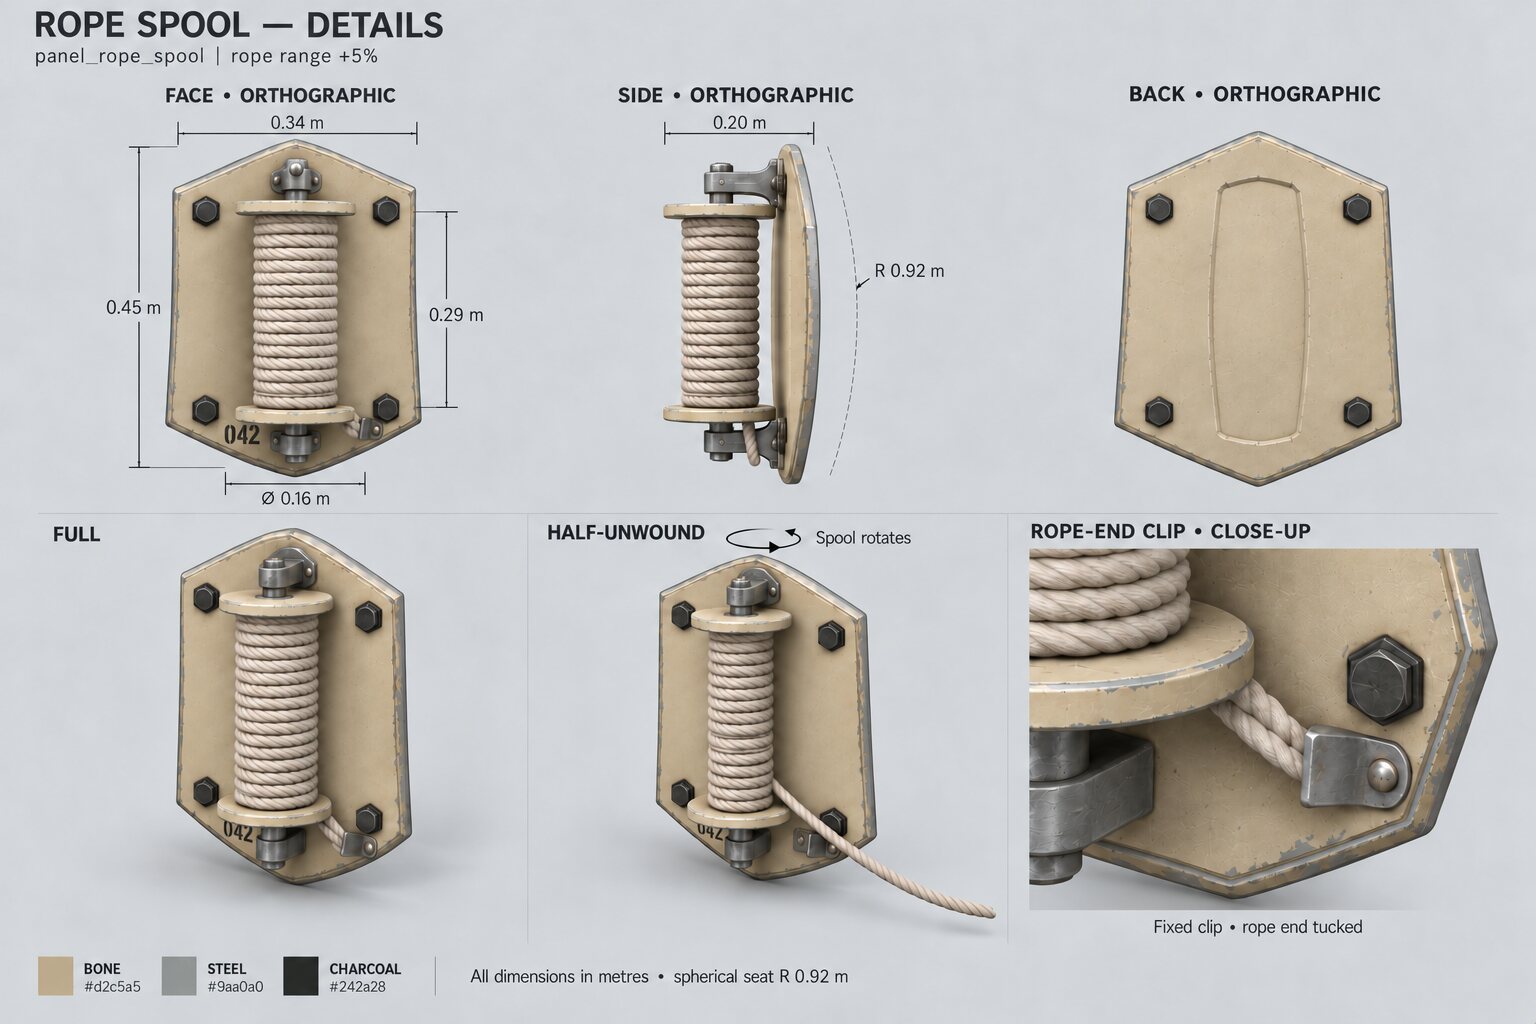 ROPE SPOOL — DETAILS
panel_rope_spool | rope range +5%
FACE • ORTHOGRAPHIC
SIDE • ORTHOGRAPHIC
BACK • ORTHOGRAPHIC
0.34 m
0.20 m
R 0.92 m
0.45 m
0.29 m
042
Ø 0.16 m
FULL
HALF-UNWOUND
Spool rotates
ROPE-END CLIP • CLOSE-UP
042
042
Fixed clip • rope end tucked
BONE
#d2c5a5
STEEL
#9aa0a0
CHARCOAL
#242a28
All dimensions in metres • spherical seat R 0.92 m